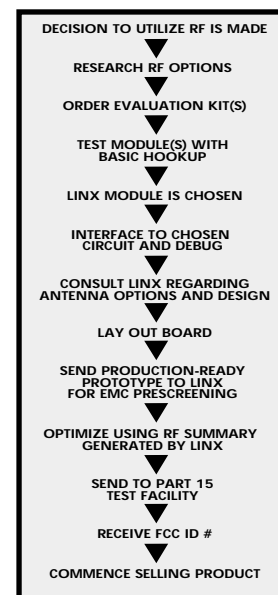 DECISION TO UTILIZE RF IS MADE
RESEARCH RF OPTIONS
ORDER EVALUATION KIT(S)
TEST MODULE(S) WITH
BASIC HOOKUP
LINX MODULE IS CHOSEN
INTERFACE TO CHOSEN
CIRCUIT AND DEBUG
CONSULT LINX REGARDING
ANTENNA OPTIONS AND DESIGN
LAY OUT BOARD
SEND PRODUCTION-READY
PROTOTYPE TO LINX
FOR EMC PRESCREENING
OPTIMIZE USING RF SUMMARY
GENERATED BY LINX
SEND TO PART 15
TEST FACILITY
RECEIVE FCC ID #
COMMENCE SELLING PRODUCT